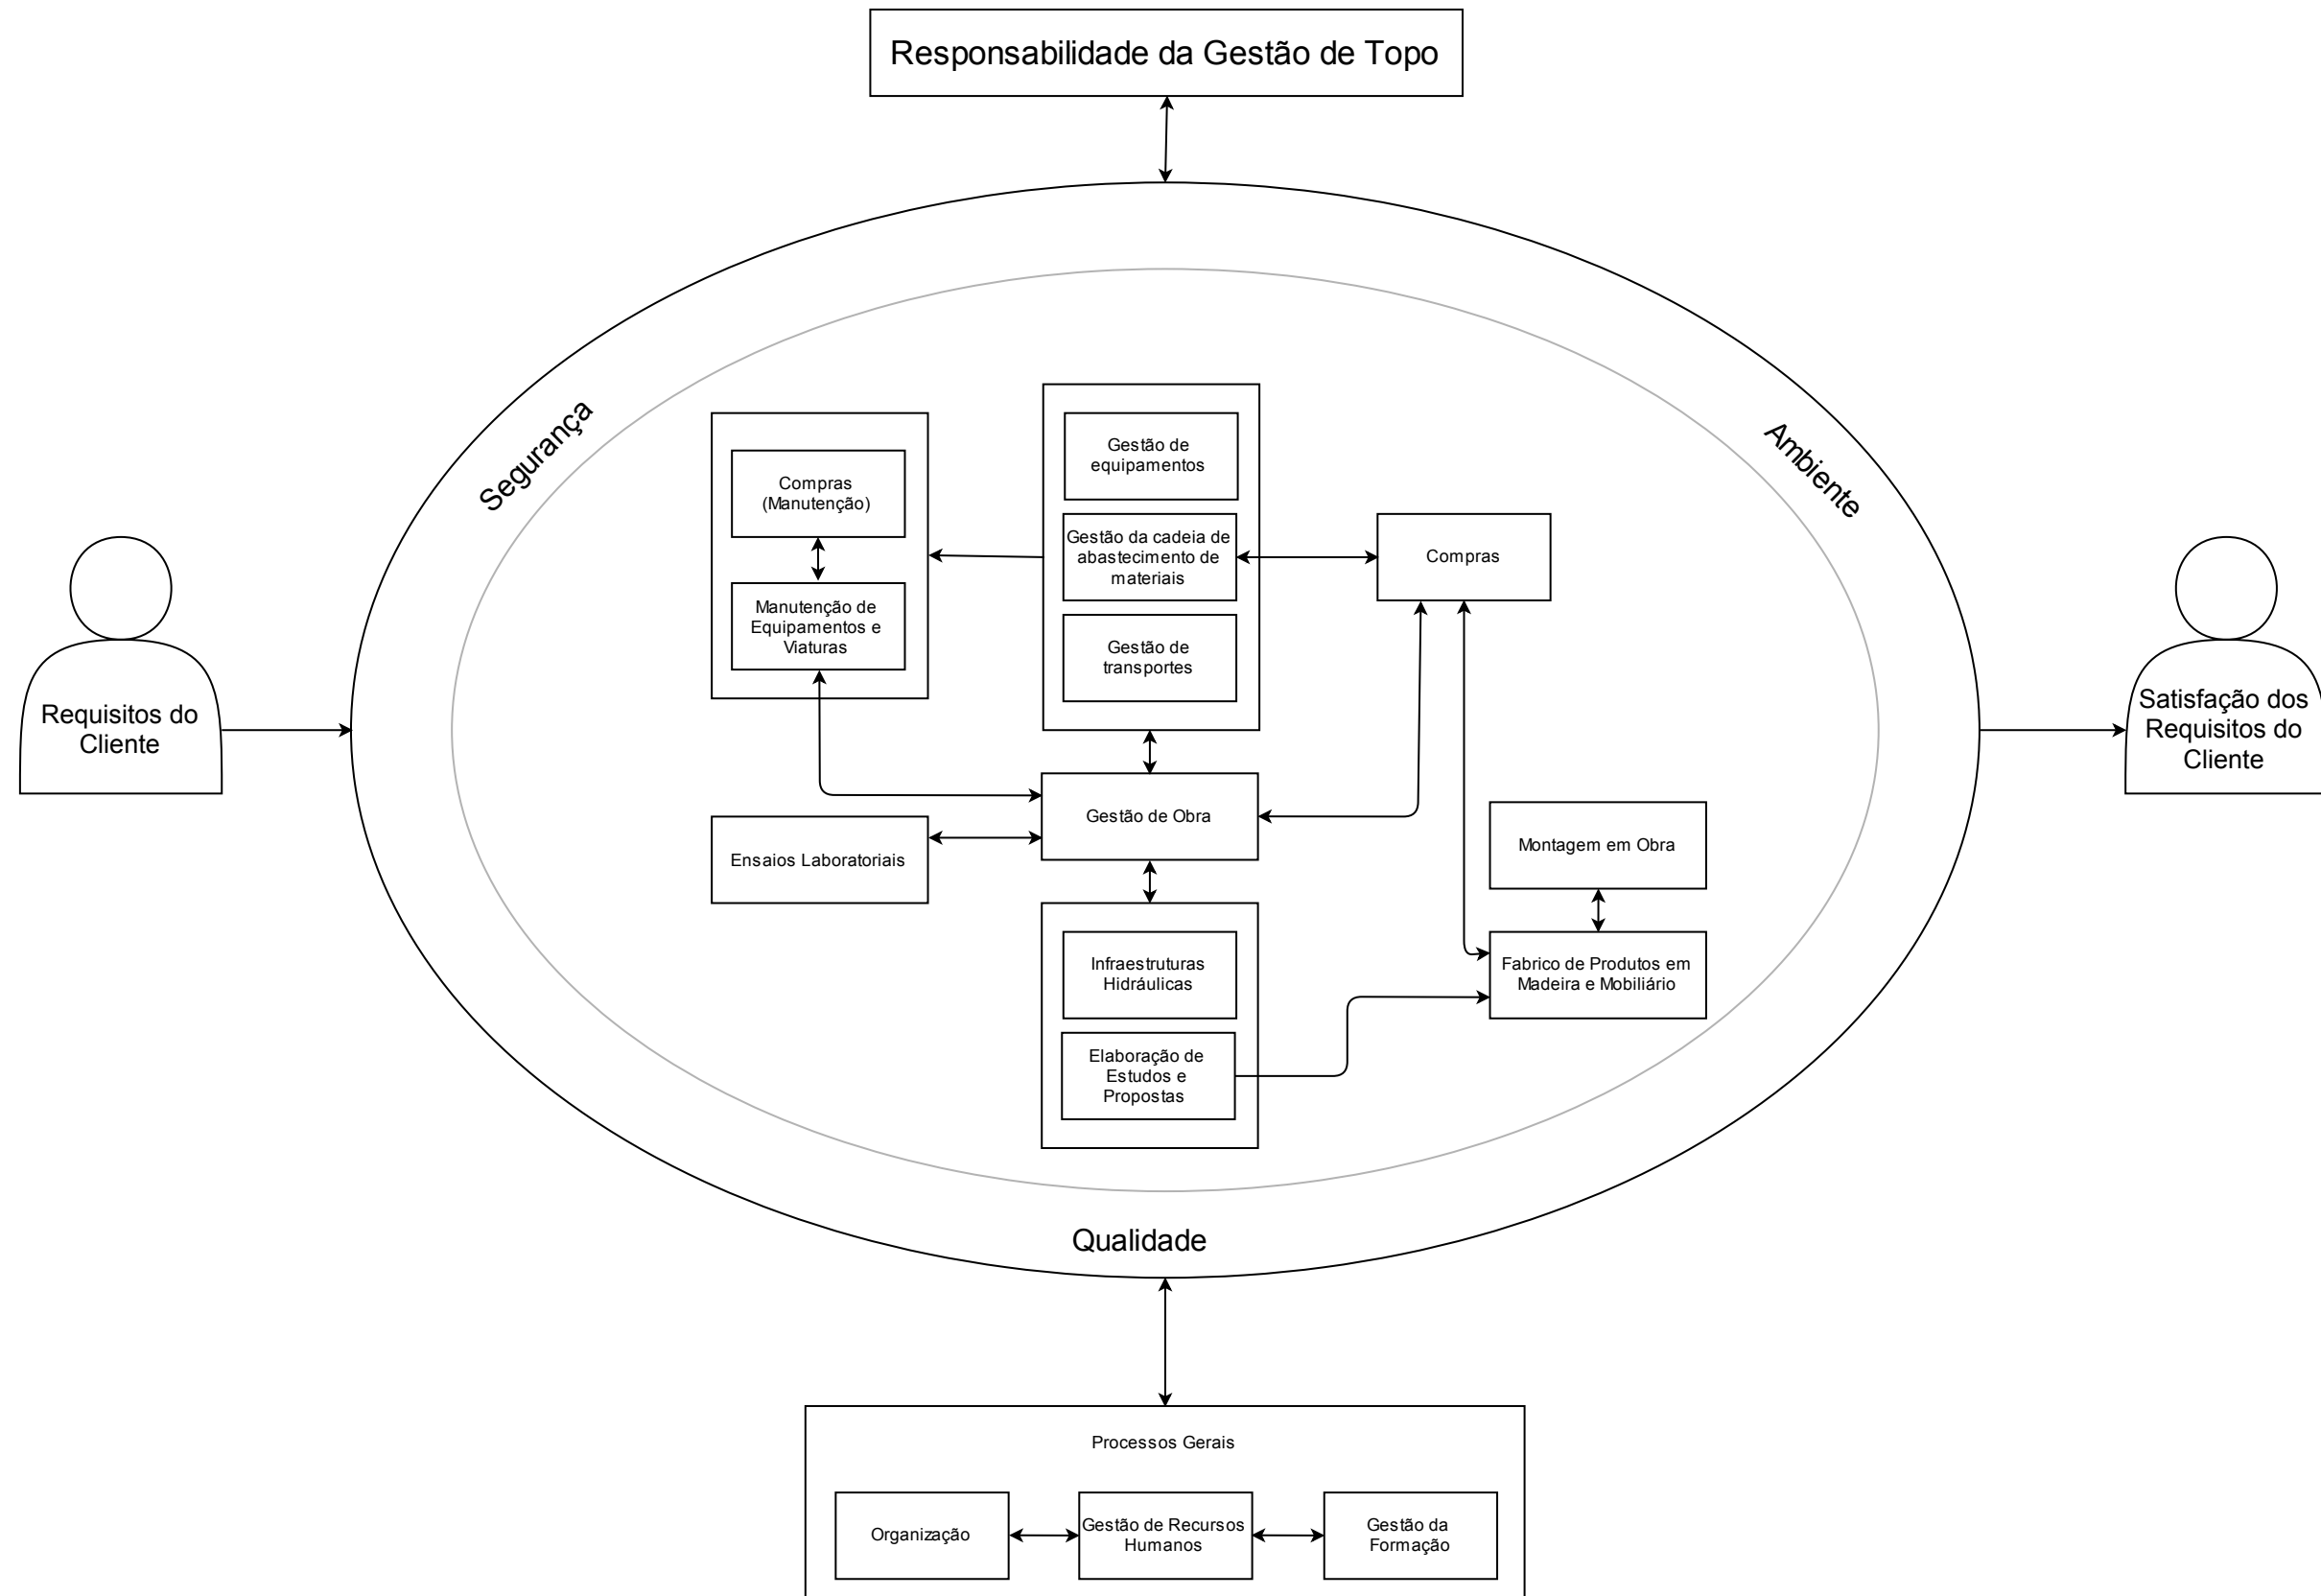 Responsabilidade da Gestão de Topo
Segurança
Ambiente
Requisitos do
Cliente
Compras
(Manutenção)
Manutenção de
Equipamentos e
Viaturas
Gestão de
equipamentos
Gestão da cadeia de
abastecimento de
materiais
Gestão de
transportes
Compras
Satisfação dos
Requisitos do
Cliente
Gestão de Obra
Ensaios Laboratoriais
Montagem em Obra
Infraestruturas
Hidráulicas
Fabrico de Produtos em
Madeira e Mobiliário
Elaboração de
Estudos e
Propostas
Qualidade
Processos Gerais
Organização
Gestão de Recursos
Humanos
Gestão da
Formação